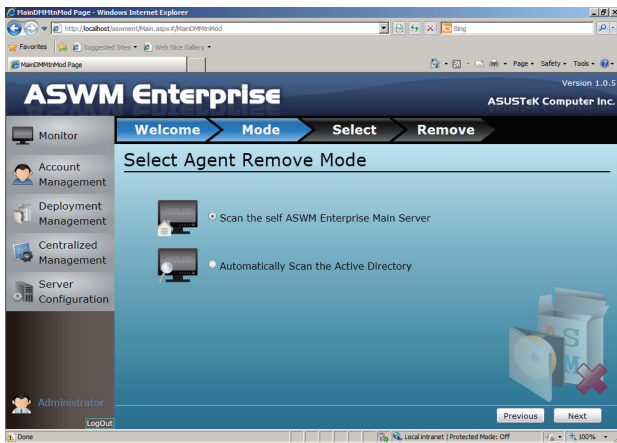 MainDMMtnMod Page - Windows Internet Explorer
http://localhost/aswment/Main.aspx#/MainDMMtnMod
Bing
Favorites
Suggested Sites
Web Slice Gallery
MainDMMtnMod Page
Page
Safety
Tools
ASWM Enterprise
Version 1.0.5
ASUSTeK Computer Inc.
Monitor
Account
Management
Deployment
Management
Centralized
Management
Server
Configuration
Administrator
LogOut
Welcome
Mode
Select
Remove
Select Agent Remove Mode
Scan the self ASWM Enterprise Main Server
Automatically Scan the Active Directory
Previous
Next
Done
Local intranet | Protected Mode: Off
100%